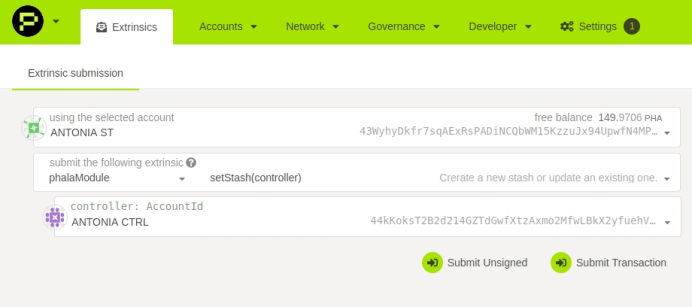 Extrinsics Accounts Network Governance Developer Settings 1
Extrinsic submission
using the selected account free balance 149.9706 PHA
ANTONIA ST 43WyhyDkfr7sqAExRsPADiNCQbWM15KzzuJx94UpwfN4MP…
submit the following extrinsic ?
phalaModule setStash(controller) Crerate a new stash or update an existing one.
controller: AccountId
ANTONIA CTRL 44kKoksT2B2d214GZTdGwfXtzAxmo2MfwLBkX2yfuehV…
Submit Unsigned Submit Transaction